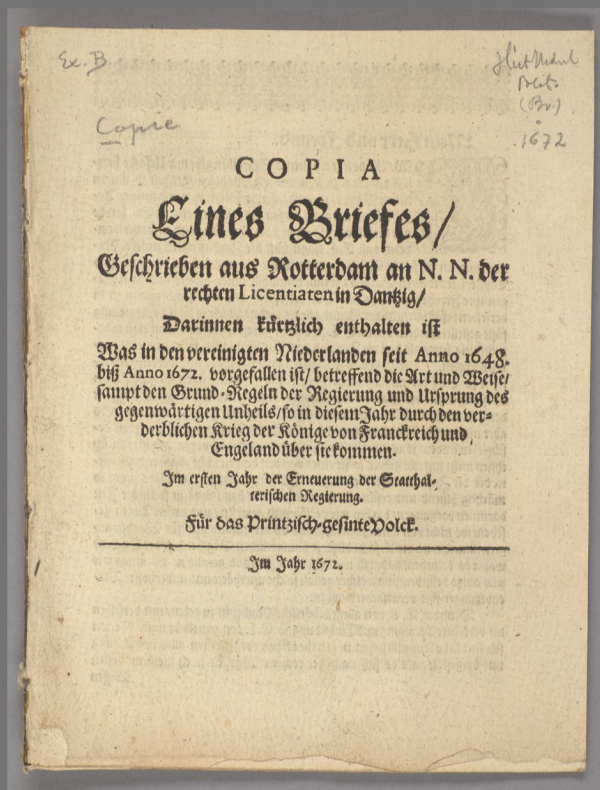 Ex. B
Copie
1672
COPIA
Eines Briefes/
Geschrieben aus Rotterdam an N. N. der
rechten Licentiaten in Dantzig/
Darinnen kürtzlich enthalten ist
Was in den vereinigten Niederlanden seit Anno 1648.
biß Anno 1672. vorgefallen ist/ betreffend die Art und Weise/
sampt den Grund-Regeln der Regierung und Ursprung des
gegenwärtigen Unheils/ so in diesem Jahr durch den ver-
derblichen Krieg der Könige von Franckreich und
Engeland über sie kommen.
Im ersten Jahr der Erneuerung der Statthal-
terischen Regierung.
Für das Printzisch-gesinte Volck.
Im Jahr 1672.